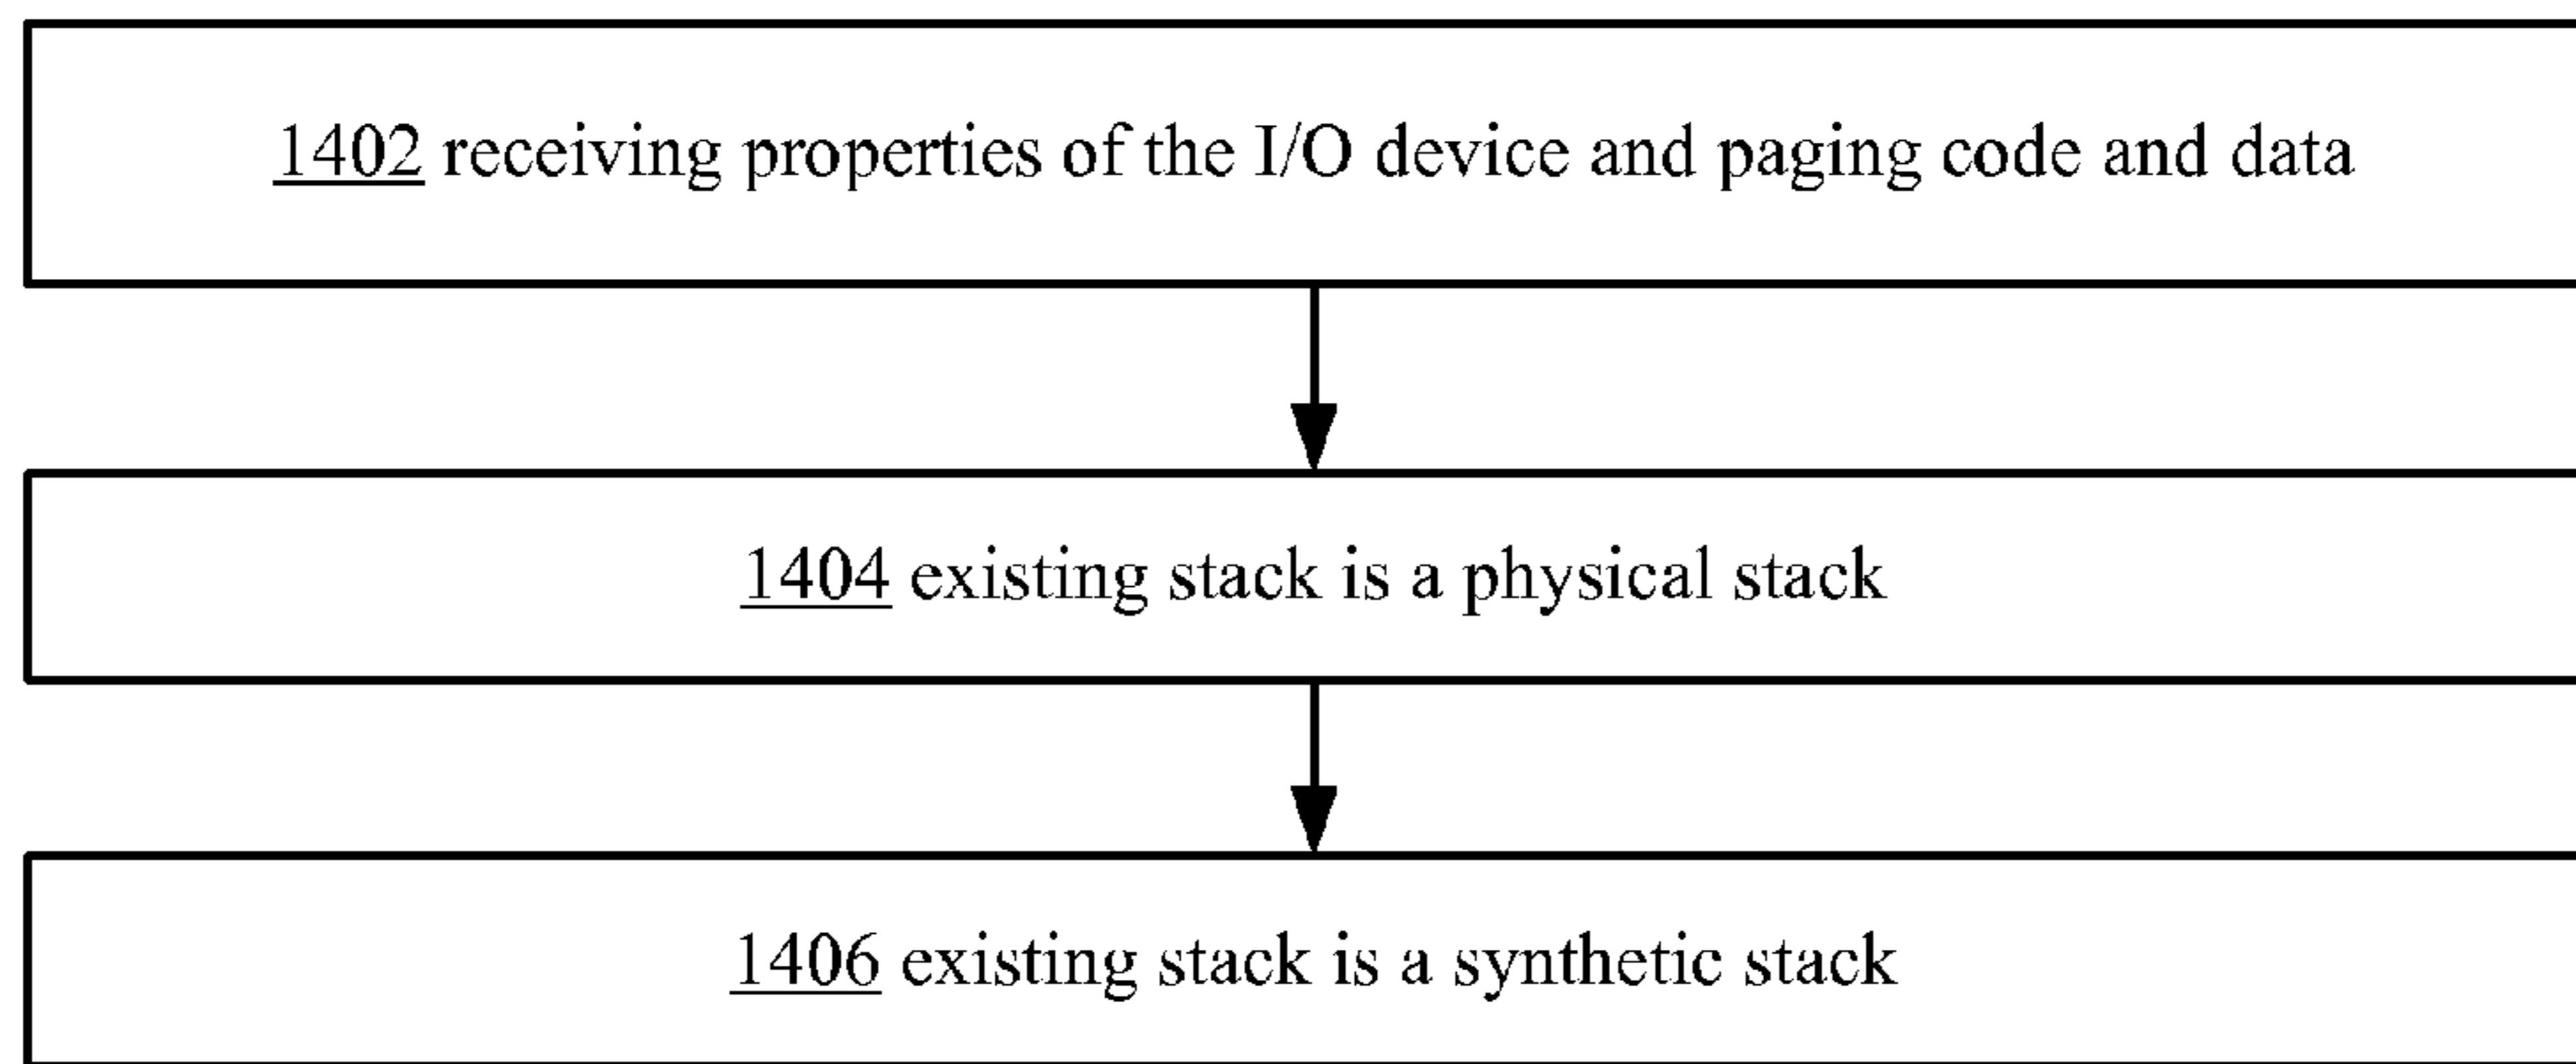 1402 receiving properties of the I/O device and paging code and data
1404 existing stack is a physical stack
1406 existing stack is a synthetic stack